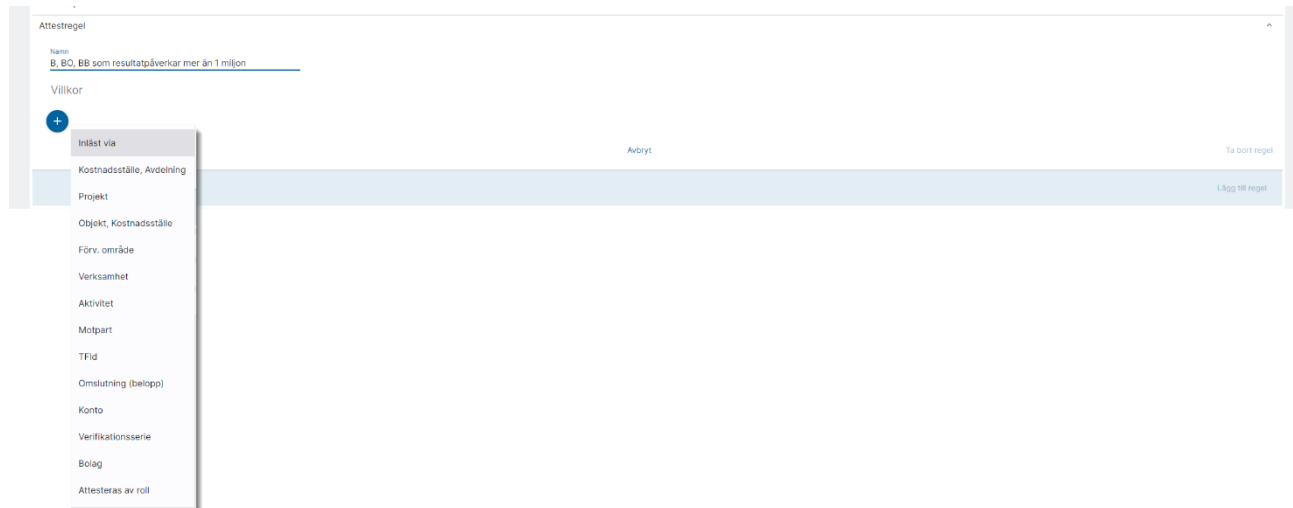 Attestregel
Namn
B, BO, BB som resultatpåverkar mer än 1 miljon
Villkor
Inläst via
Avbryt
Ta bort regel
Kostnadsställe, Avdelning
Projekt
Lägg till regel
Objekt, Kostnadsställe
Förv. område
Verksamhet
Aktivitet
Motpart
TFId
Omslutning (belopp)
Konto
Verifikationsserie
Bolag
Attesteras av roll